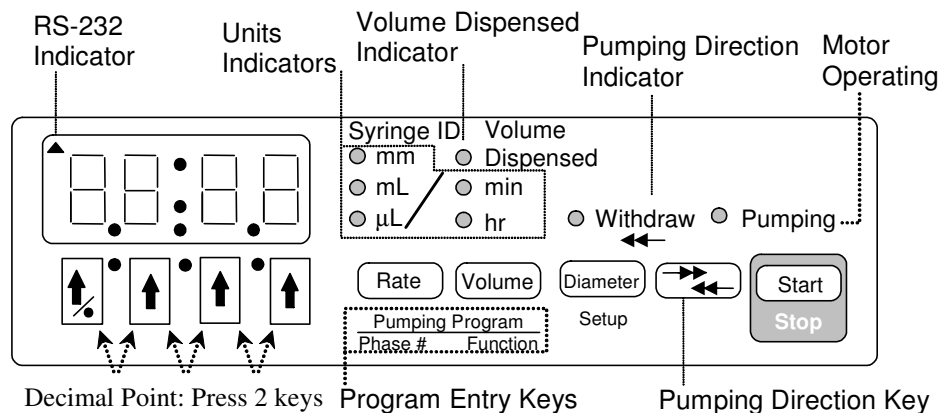 RS-232
Indicator
Units
Indicators
Volume Dispensed
Indicator
Pumping Direction
Indicator
Motor
Operating
Syringe ID
Volume
Dispensed
mm
mL
min
µL
hr
Withdraw
Pumping
Rate
Volume
Diameter
Start
Setup
Stop
Pumping Program
Phase # Function
Decimal Point: Press 2 keys
Program Entry Keys
Pumping Direction Key